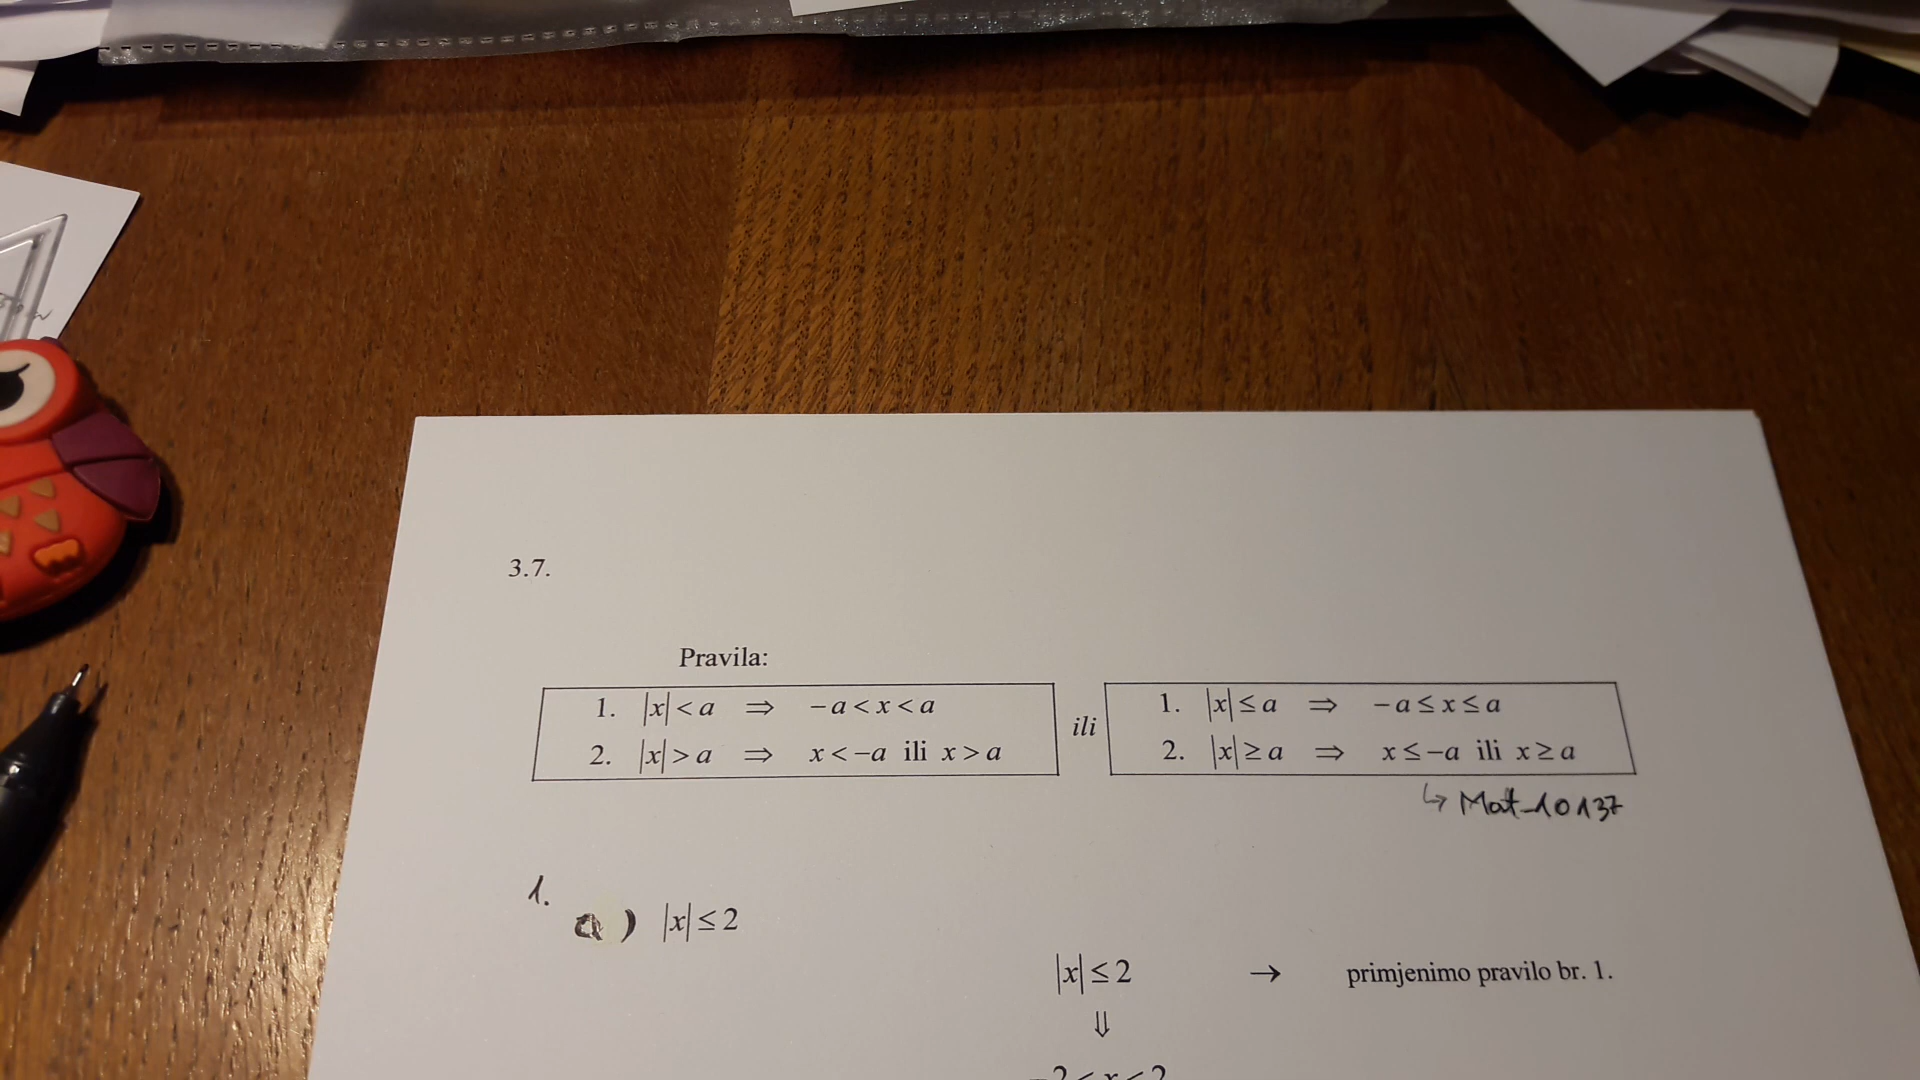 3.7.
Pravila:
1. |x| < a ⇒ −a < x < a
2. |x| > a ⇒ x < −a ili x > a
ili
1. |x| ≤ a ⇒ −a ≤ x ≤ a
2. |x| ≥ a ⇒ x ≤ −a ili x ≥ a
↳ Mat-10137
1.
a) |x| ≤ 2
|x| ≤ 2 → primjenimo pravilo br. 1.
⇓